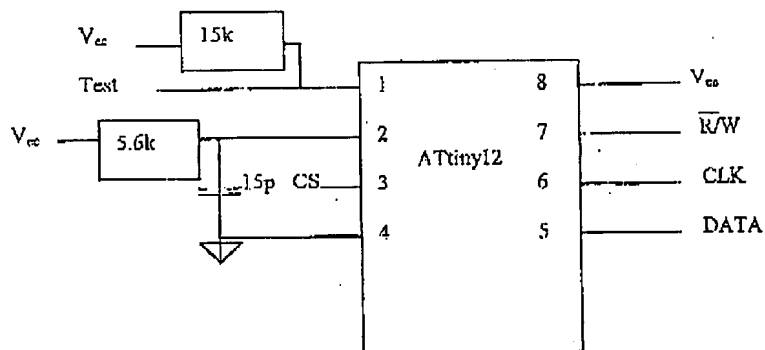 Vcc 15k
Test 1 8 Vcc
Vcc 5.6k 2 7 R/W
ATtiny12
15p CS 3 6 CLK
4 5 DATA